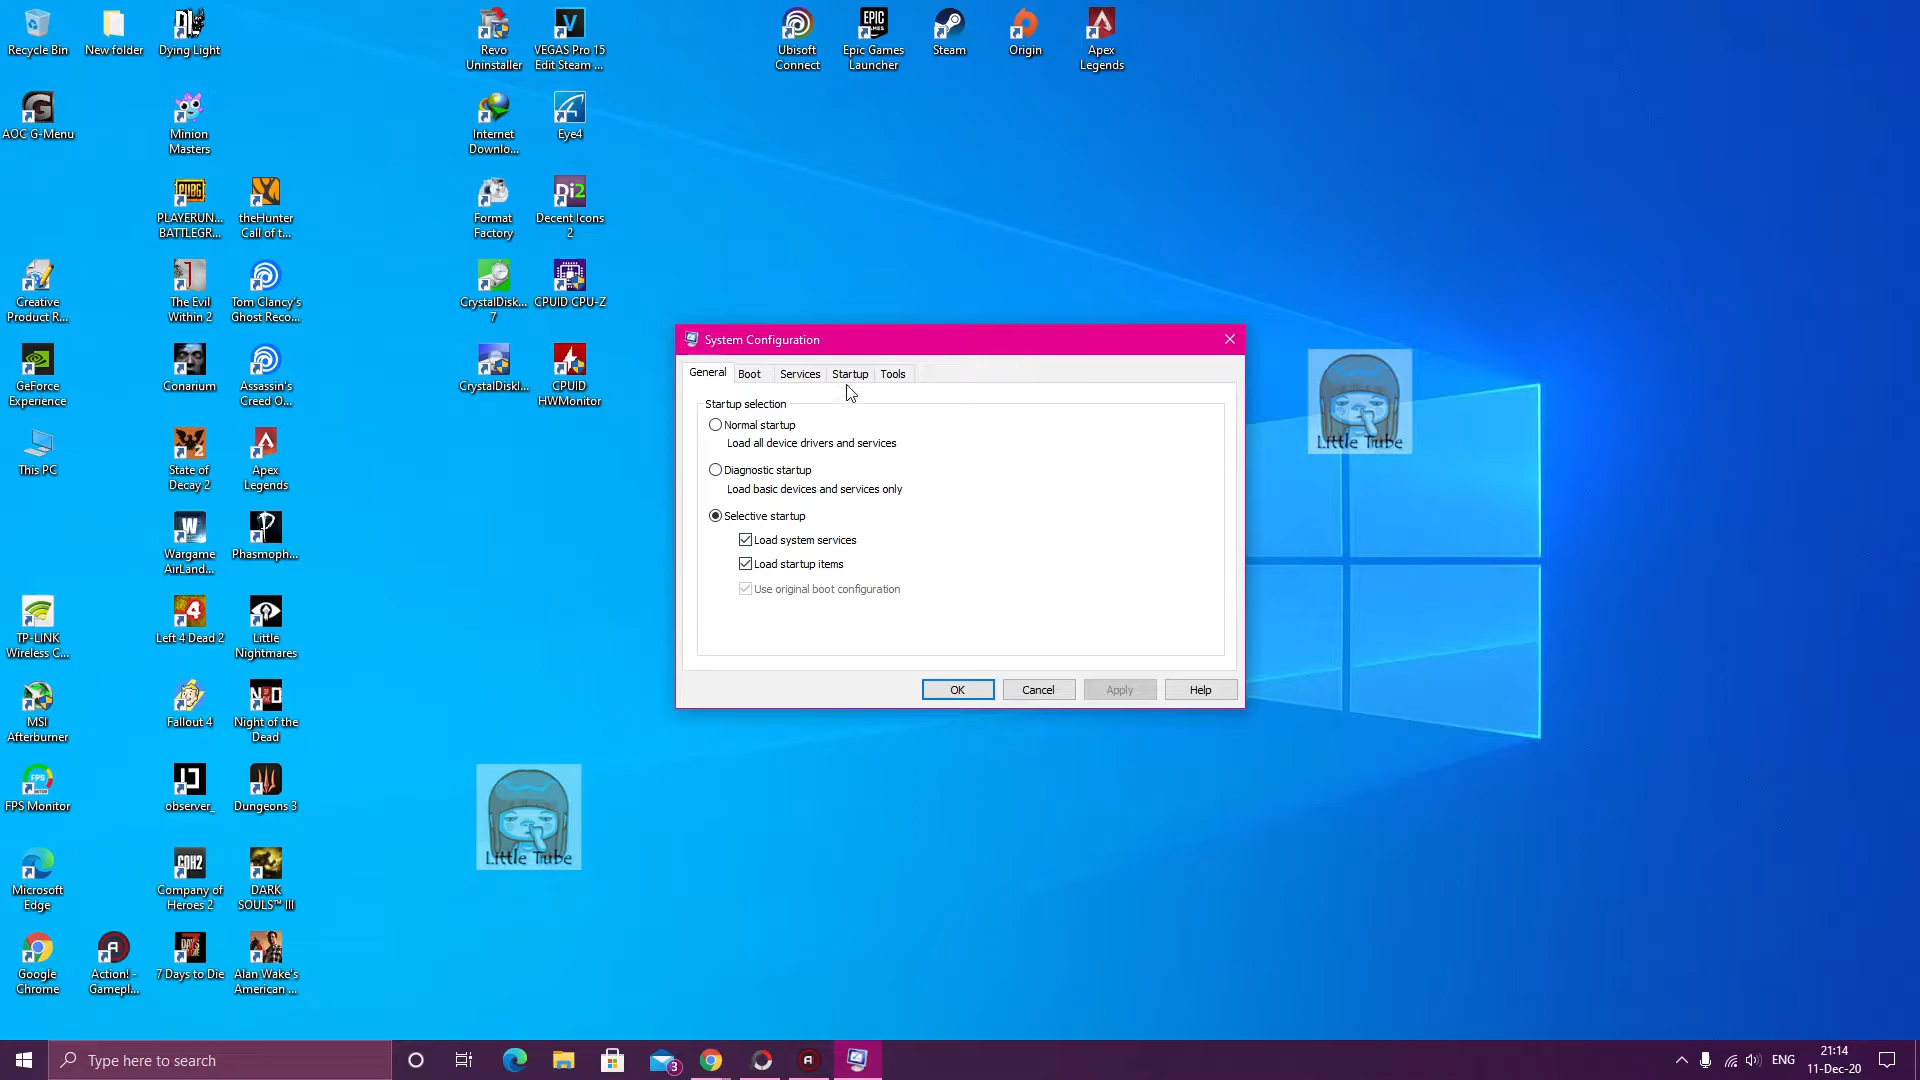 Recycle Bin
New folder
Dying Light
Revo
Uninstaller
VEGAS Pro 15
Edit Steam ...
Ubisoft
Connect
Epic Games
Launcher
Steam
Origin
Apex
Legends
AOC G-Menu
Minion
Masters
Internet
Downlo...
Eye4
PLAYERUN...
BATTLEGR...
theHunter
Call of t...
Format
Factory
Decent Icons
2
Creative
Product R...
The Evil
Within 2
Tom Clancy's
Ghost Reco...
CrystalDisk...
7
CPUID CPU-Z
GeForce
Experience
Conarium
Assassin's
Creed O...
CrystalDiskI...
CPUID
HWMonitor
This PC
State of
Decay 2
Apex
Legends
Wargame
AirLand...
Phasmoph...
TP-LINK
Wireless C...
Left 4 Dead 2
Little
Nightmares
MSI
Afterburner
Fallout 4
Night of the
Dead
FPS Monitor
observer_
Dungeons 3
Microsoft
Edge
Company of
Heroes 2
DARK
SOULS™ III
Google
Chrome
Action! -
Gamepl...
7 Days to Die
Alan Wake's
American ...
System Configuration
General
Boot
Services
Startup
Tools
Startup selection
Normal startup
Load all device drivers and services
Diagnostic startup
Load basic devices and services only
Selective startup
Load system services
Load startup items
Use original boot configuration
OK
Cancel
Apply
Help
Little Tube
Little Tube
Type here to search
3
ENG
21:14
11-Dec-20